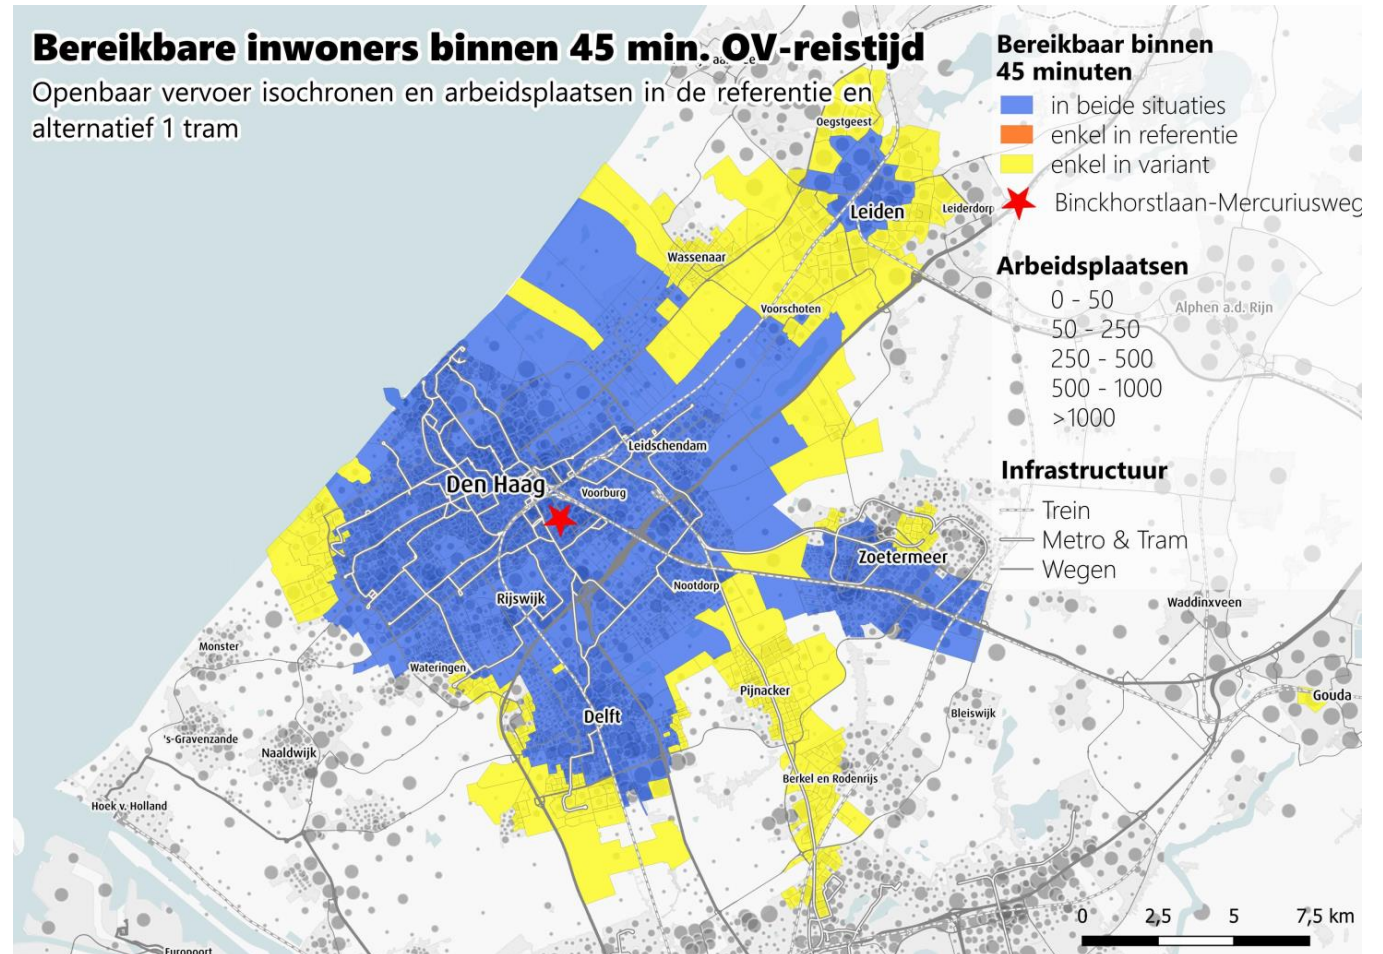 Bereikbare inwoners binnen 45 min. OV-reistijd
Openbaar vervoer isochronen en arbeidsplaatsen in de referentie en
alternatief 1 tram
Bereikbaar binnen
45 minuten
in beide situaties
enkel in referentie
enkel in variant
Binckhorstlaan-Mercuriusweg
Arbeidsplaatsen
0 - 50
50 - 250
250 - 500
500 - 1000
>1000
Infrastructuur
Trein
Metro & Tram
Wegen
Oegstgeest
Leiden
Leiderdorp
Wassenaar
Voorschoten
Alphen a.d. Rijn
Leidschendam
Den Haag
Voorburg
Zoetermeer
Nootdorp
Rijswijk
Waddinxveen
Monster
Wateringen
Pijnacker
Gouda
Delft
Bleiswijk
's-Gravenzande
Naaldwijk
Berkel en Rodenrijs
Hoek v. Holland
Europoort
0 2,5 5 7,5 km